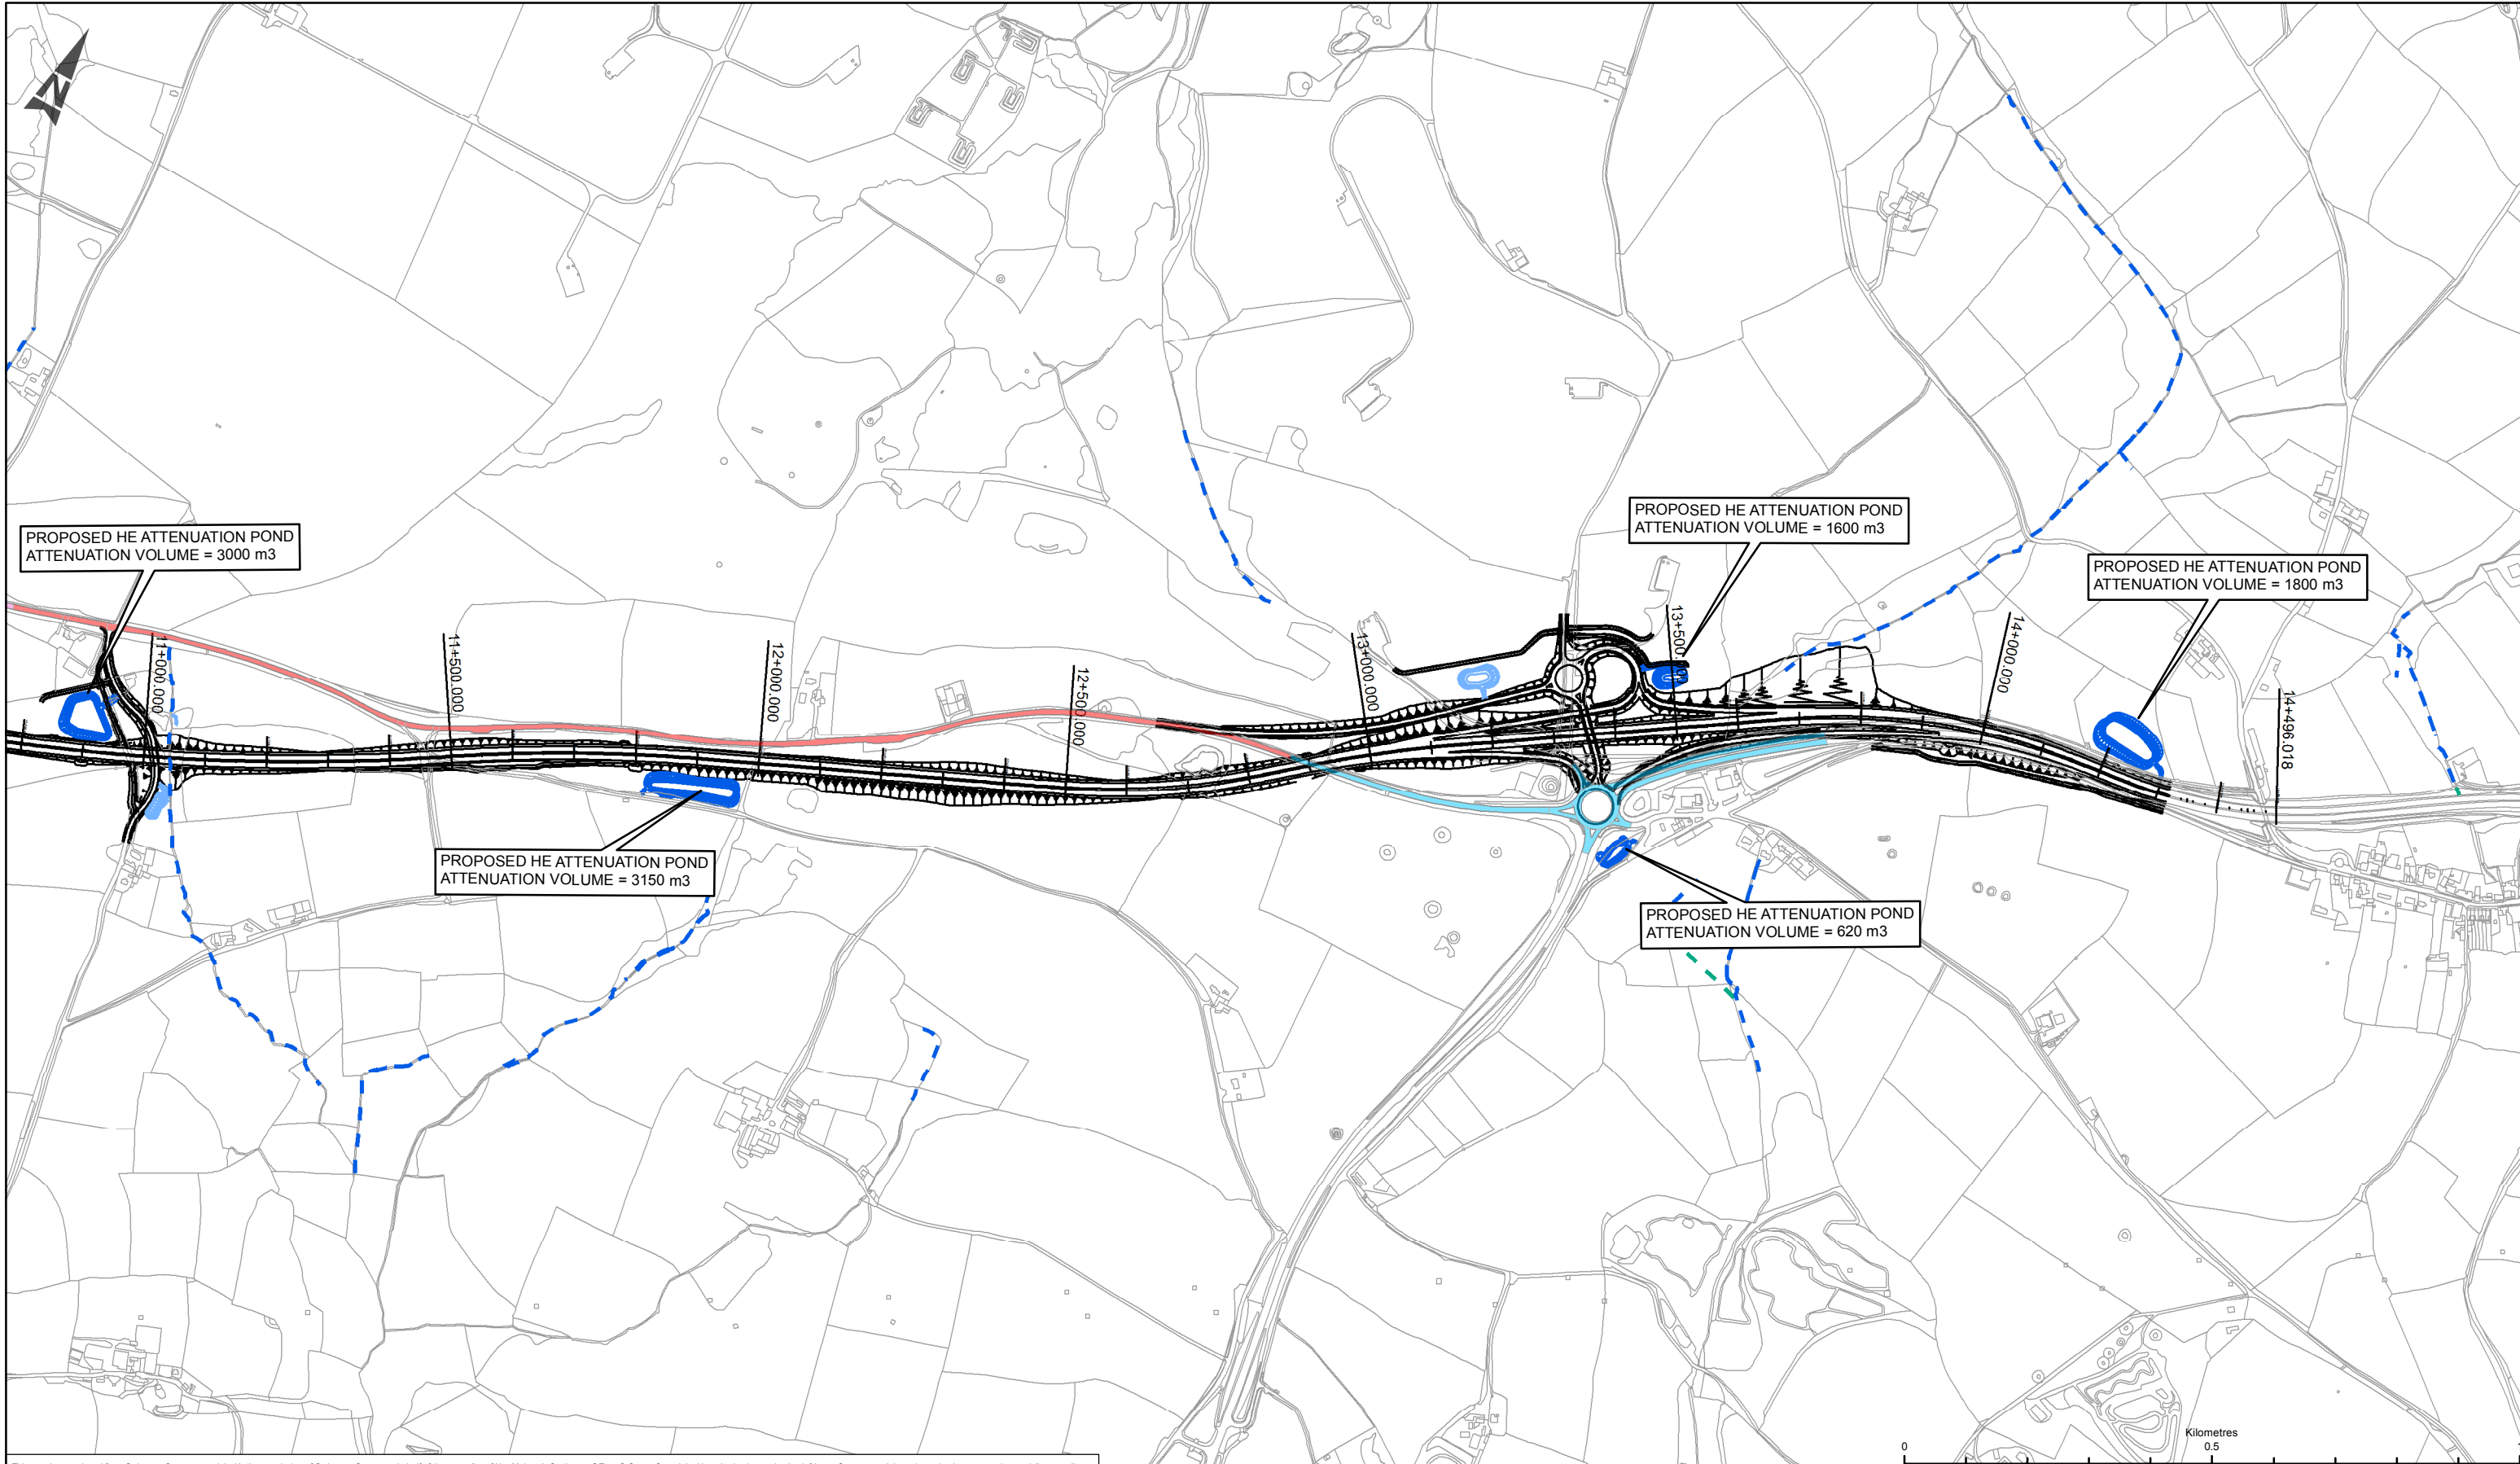 N
PROPOSED HE ATTENUATION POND
ATTENUATION VOLUME = 3000 m3
PROPOSED HE ATTENUATION POND
ATTENUATION VOLUME = 1600 m3
PROPOSED HE ATTENUATION POND
ATTENUATION VOLUME = 1800 m3
11+000.000
11+500.000
12+000.000
12+500.000
13+000.000
13+500.
14+000.000
14+496.018
PROPOSED HE ATTENUATION POND
ATTENUATION VOLUME = 3150 m3
PROPOSED HE ATTENUATION POND
ATTENUATION VOLUME = 620 m3
Kilometres
0
0.5